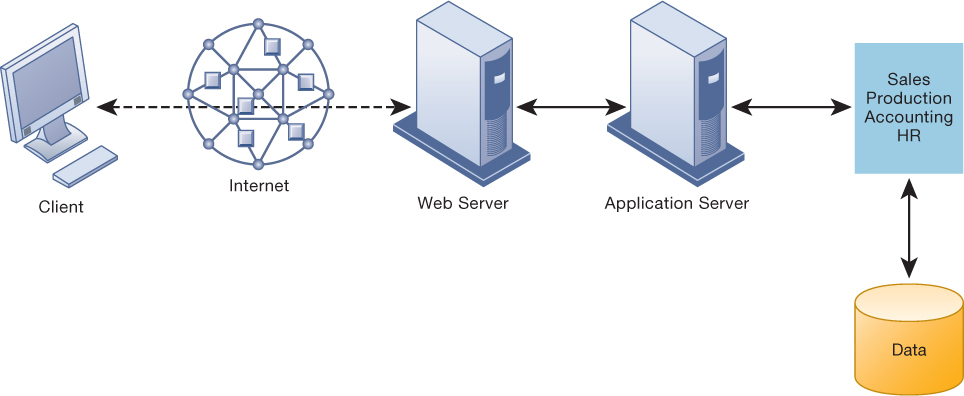 Client
Internet
Web Server
Application Server
Sales
Production
Accounting
HR
Data